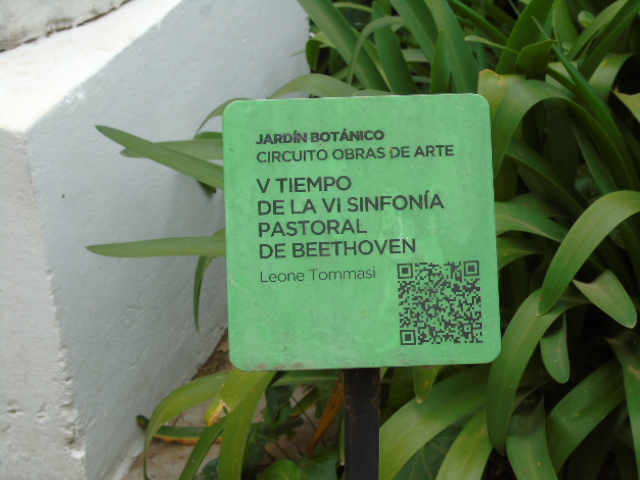 JARDÍN BOTÁNICO
CIRCUITO OBRAS DE ARTE
V TIEMPO
DE LA VI SINFONÍA
PASTORAL
DE BEETHOVEN
Leone Tommasi